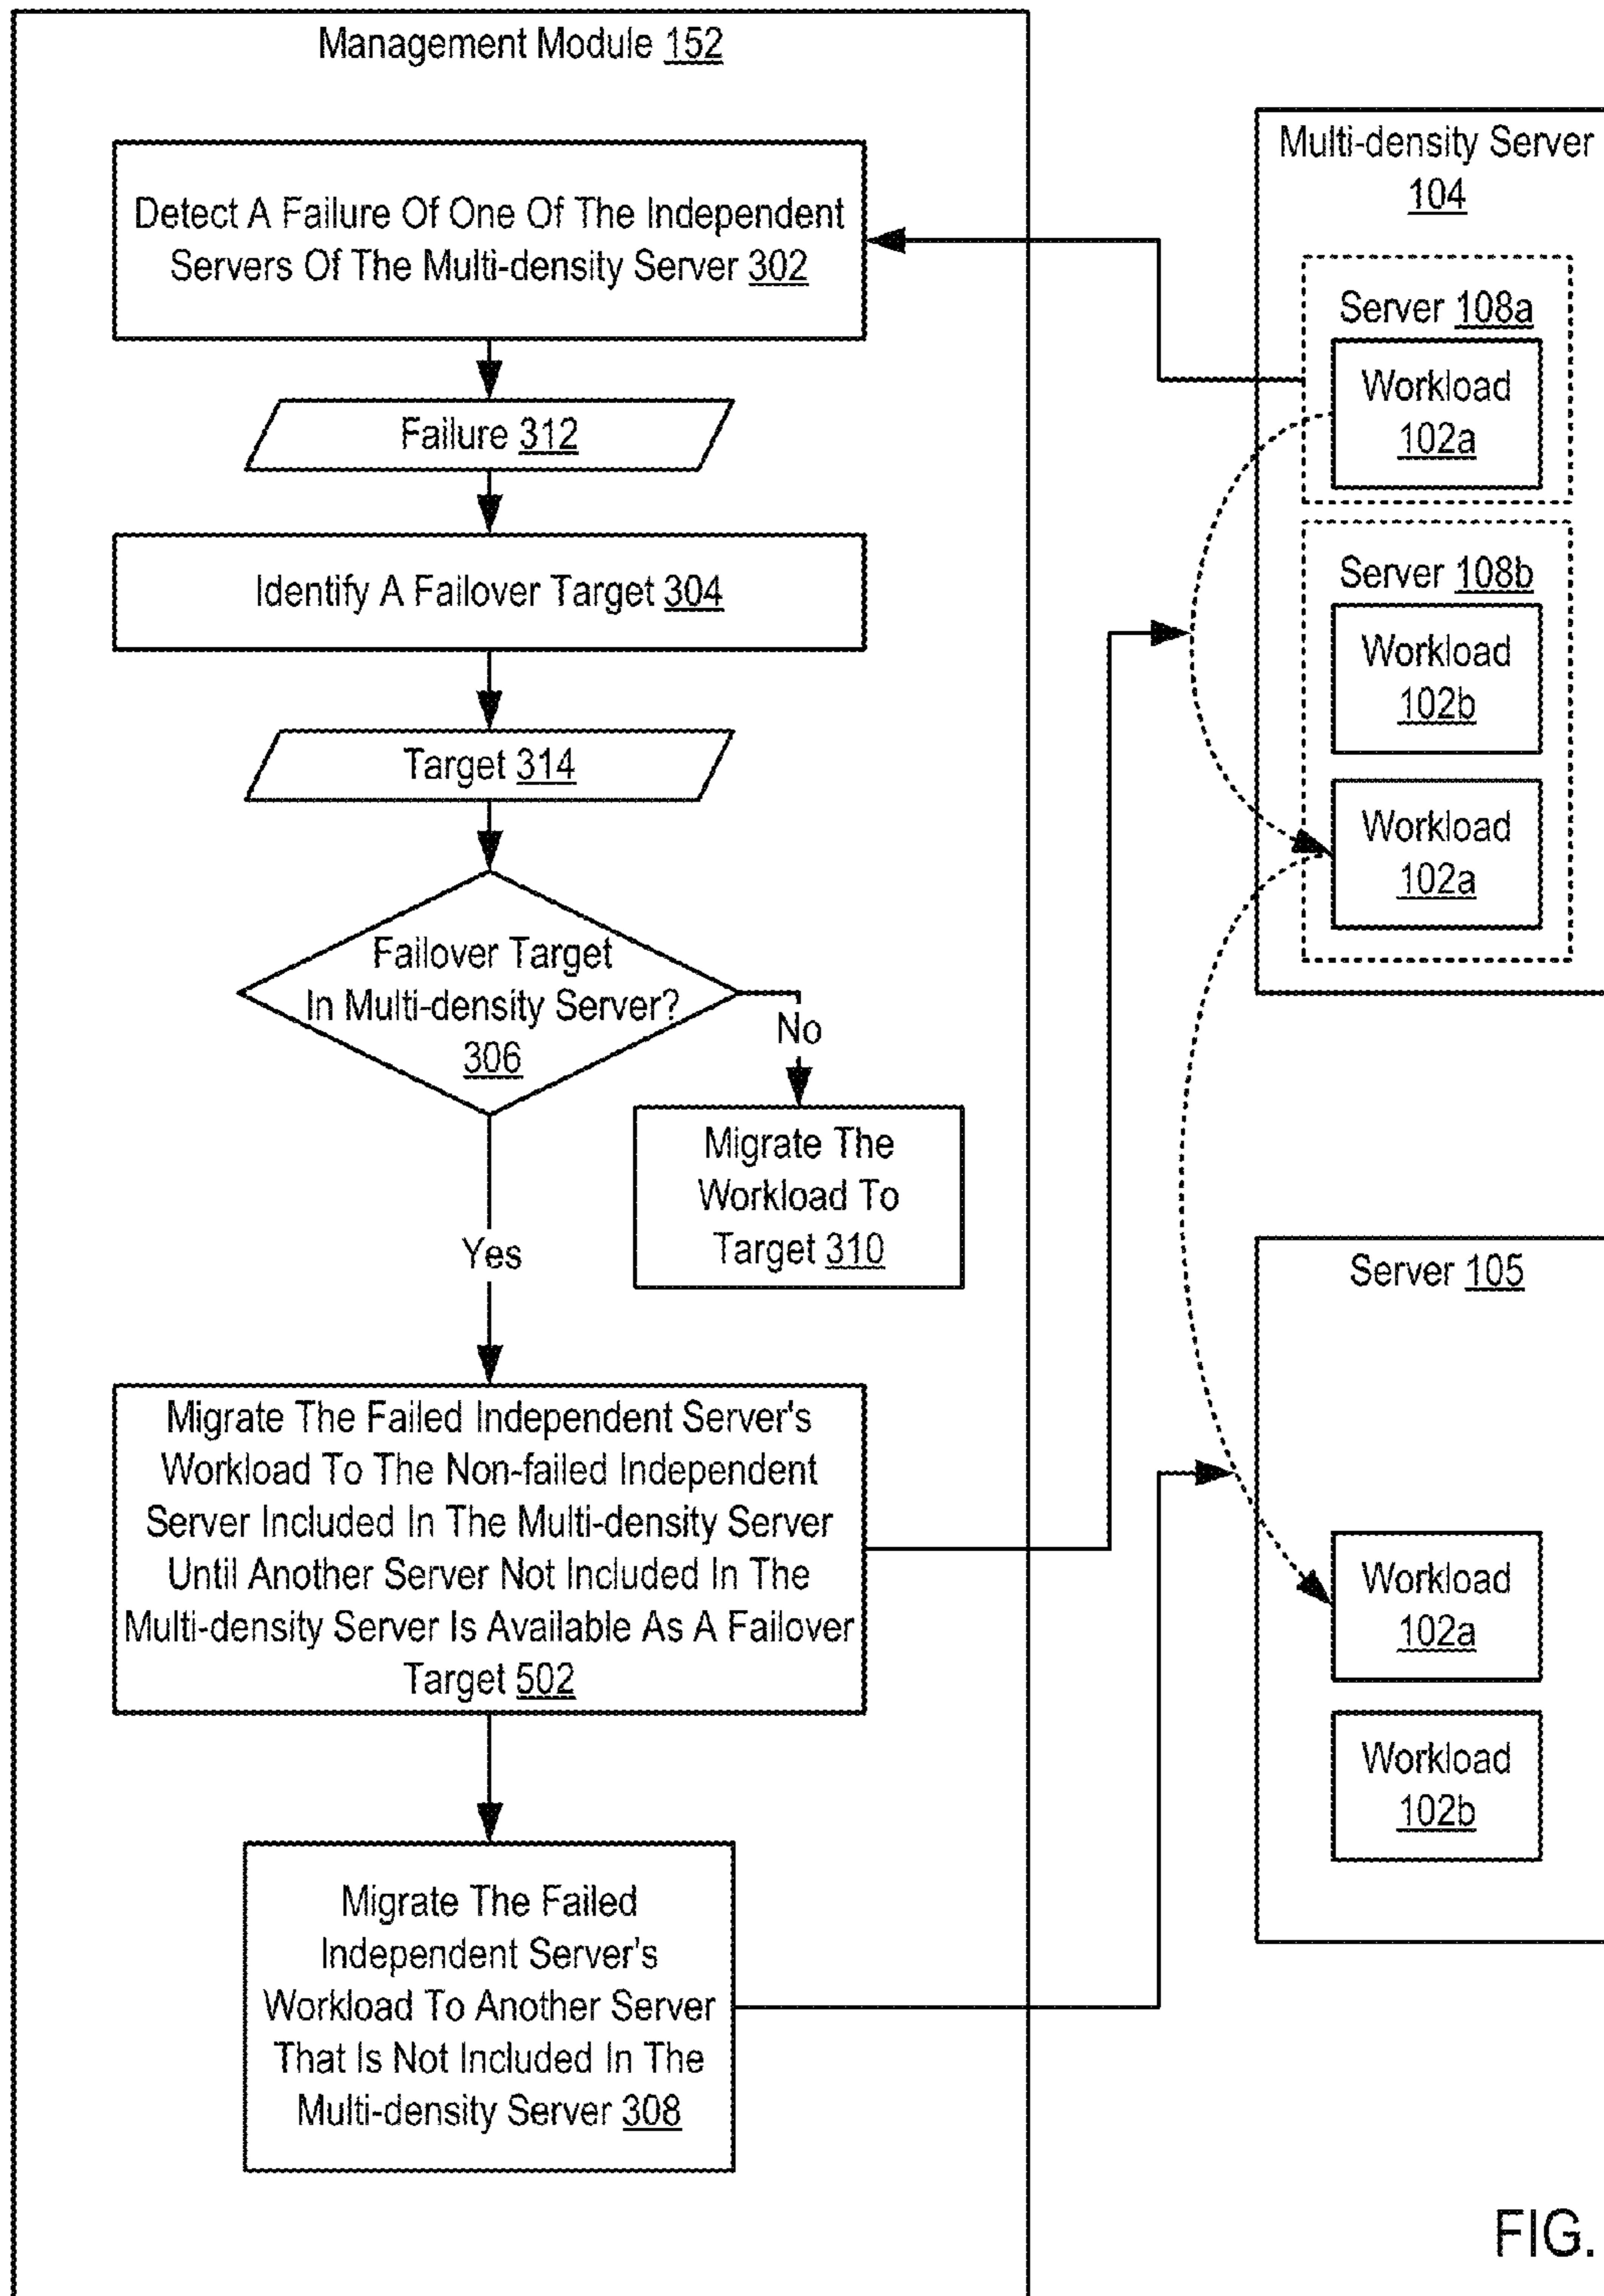 Management Module 152
Detect A Failure Of One Of The Independent
Servers Of The Multi-density Server 302
Failure 312
Identify A Failover Target 304
Target 314
Failover Target
In Multi-density Server?
306
No
Migrate The
Workload To
Target 310
Yes
Migrate The Failed Independent Server's
Workload To The Non-failed Independent
Server Included In The Multi-density Server
Until Another Server Not Included In The
Multi-density Server Is Available As A Failover
Target 502
Migrate The Failed
Independent Server's
Workload To Another Server
That Is Not Included In The
Multi-density Server 308
Multi-density Server
104
Server 108a
Workload
102a
Server 108b
Workload
102b
Workload
102a
Server 105
Workload
102a
Workload
102b
FIG.